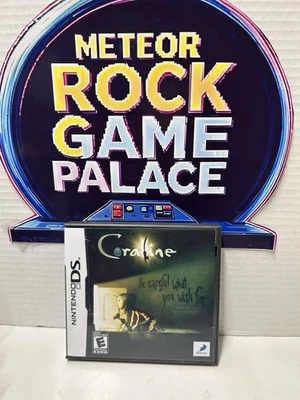 METEOR
ROCK
GAME
PALACE
NINTENDO DS
Coraline
Be careful what
you wish for
E